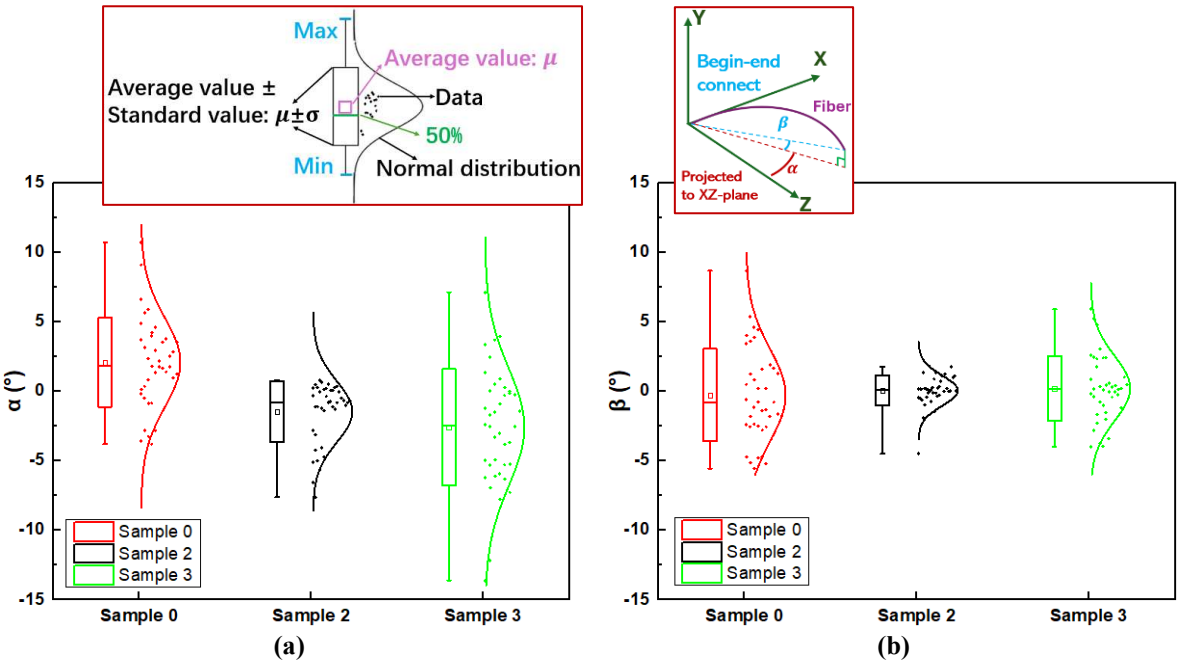 Max
Average value: μ
Average value ±
Standard value: μ±σ
Data
50%
Min
Normal distribution
Y
Begin-end
connect
X
Fiber
β
α
Projected
to XZ-plane
Z
15
10
5
0
-5
-10
-15
α (°)
Sample 0
Sample 2
Sample 3
Sample 0
Sample 2
Sample 3
(a)
15
10
5
0
-5
-10
-15
β (°)
Sample 0
Sample 2
Sample 3
Sample 0
Sample 2
Sample 3
(b)